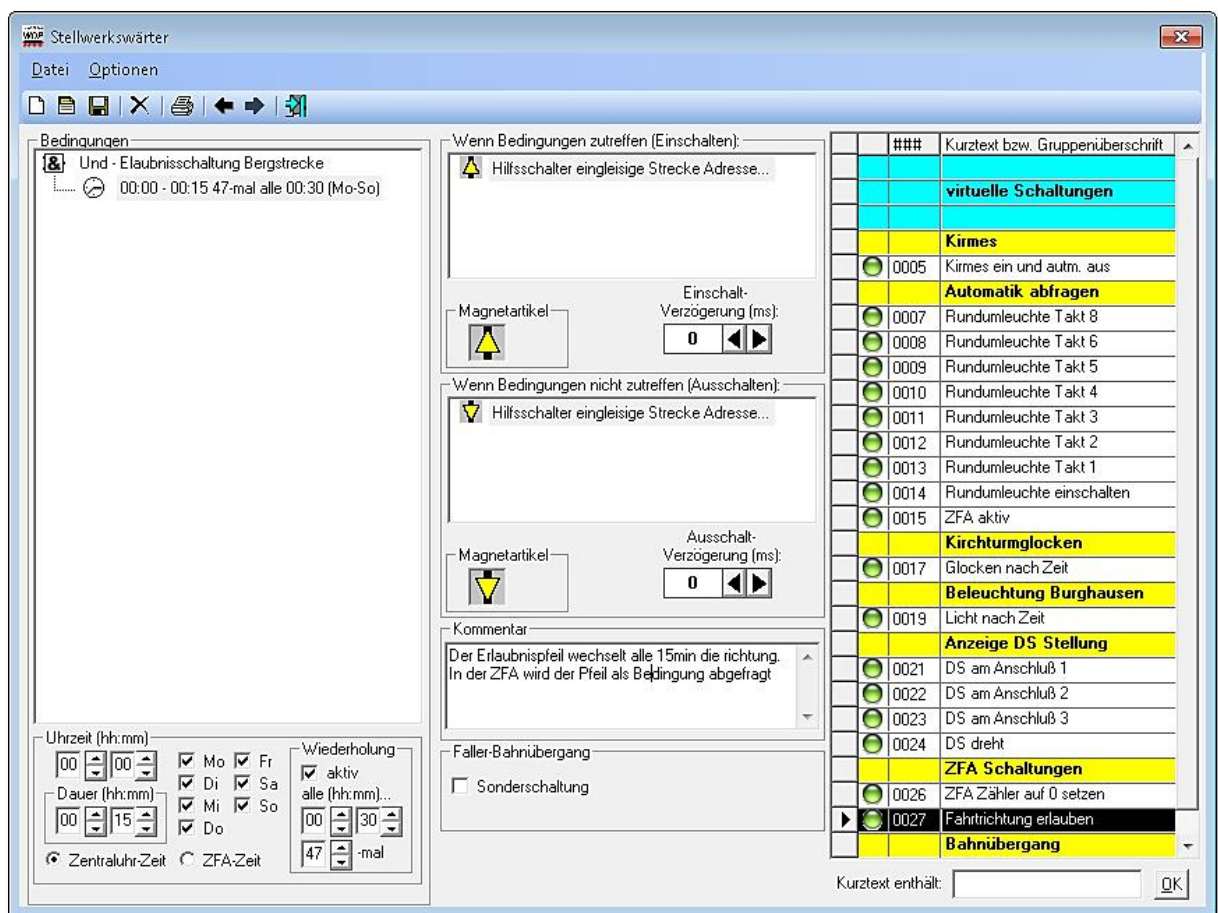 WDP Stellwerkswärter
Datei Optionen
Bedingungen
& Und - Elaubnisschaltung Bergstrecke
00:00 - 00:15 47-mal alle 00:30 (Mo-So)
Uhrzeit (hh:mm)
00 00
Dauer (hh:mm)
00 15
Mo Fr
Di Sa
Mi So
Do
Wiederholung
aktiv
alle (hh:mm)...
00 30
47 -mal
Zentraluhr-Zeit ZFA-Zeit
Wenn Bedingungen zutreffen (Einschalten):
Hilfsschalter eingleisige Strecke Adresse...
Magnetartikel
Einschalt-
Verzögerung (ms):
0
Wenn Bedingungen nicht zutreffen (Ausschalten):
Hilfsschalter eingleisige Strecke Adresse...
Magnetartikel
Ausschalt-
Verzögerung (ms):
0
Kommentar
Der Erlaubnispfeil wechselt alle 15min die richtung.
In der ZFA wird der Pfeil als Bedingung abgefragt
Faller-Bahnübergang
Sonderschaltung
### Kurztext bzw. Gruppenüberschrift
virtuelle Schaltungen
Kirmes
0005 Kirmes ein und autm. aus
Automatik abfragen
0007 Rundumleuchte Takt 8
0008 Rundumleuchte Takt 6
0009 Rundumleuchte Takt 5
0010 Rundumleuchte Takt 4
0011 Rundumleuchte Takt 3
0012 Rundumleuchte Takt 2
0013 Rundumleuchte Takt 1
0014 Rundumleuchte einschalten
0015 ZFA aktiv
Kirchturmglocken
0017 Glocken nach Zeit
Beleuchtung Burghausen
0019 Licht nach Zeit
Anzeige DS Stellung
0021 DS am Anschluß 1
0022 DS am Anschluß 2
0023 DS am Anschluß 3
0024 DS dreht
ZFA Schaltungen
0026 ZFA Zähler auf 0 setzen
0027 Fahrtrichtung erlauben
Bahnübergang
Kurztext enthält:
OK